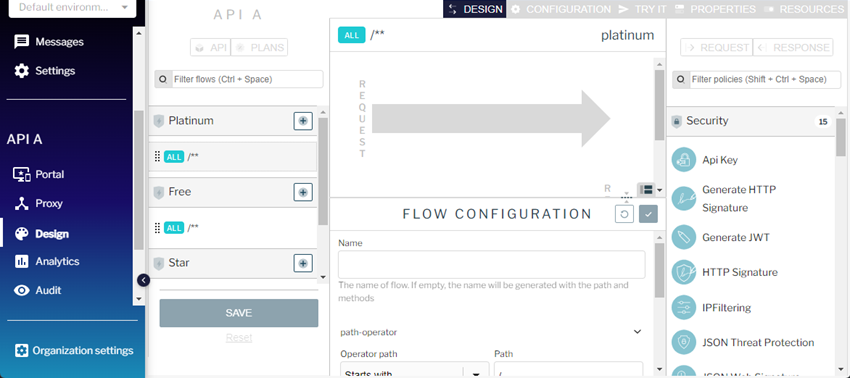 Default environm...
Messages
Settings
API A
Portal
Proxy
Design
Analytics
Audit
Organization settings
API A
API PLANS
Filter flows (Ctrl + Space)
Platinum
ALL /**
Free
ALL /**
Star
SAVE
Reset
DESIGN CONFIGURATION TRY IT PROPERTIES RESOURCES
ALL /** platinum
REQUEST
R
FLOW CONFIGURATION
Name
The name of flow. If empty, the name will be generated with the path and
methods
path-operator
Operator path Path
Starts with /
REQUEST RESPONSE
Filter policies (Shift + Ctrl + Space)
Security 15
Api Key
Generate HTTP
Signature
Generate JWT
HTTP Signature
IPFiltering
JSON Threat Protection
JSON Web Signature